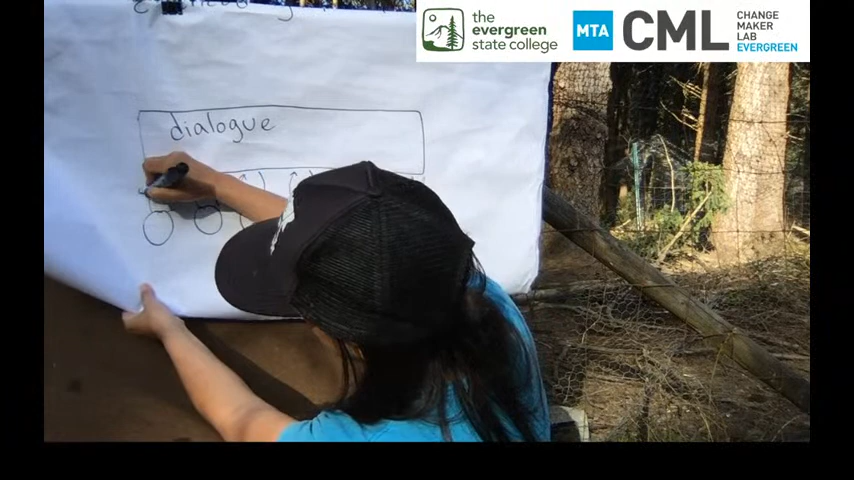 the
evergreen
state college
MTA
CML
CHANGE
MAKER
LAB
EVERGREEN
dialogue